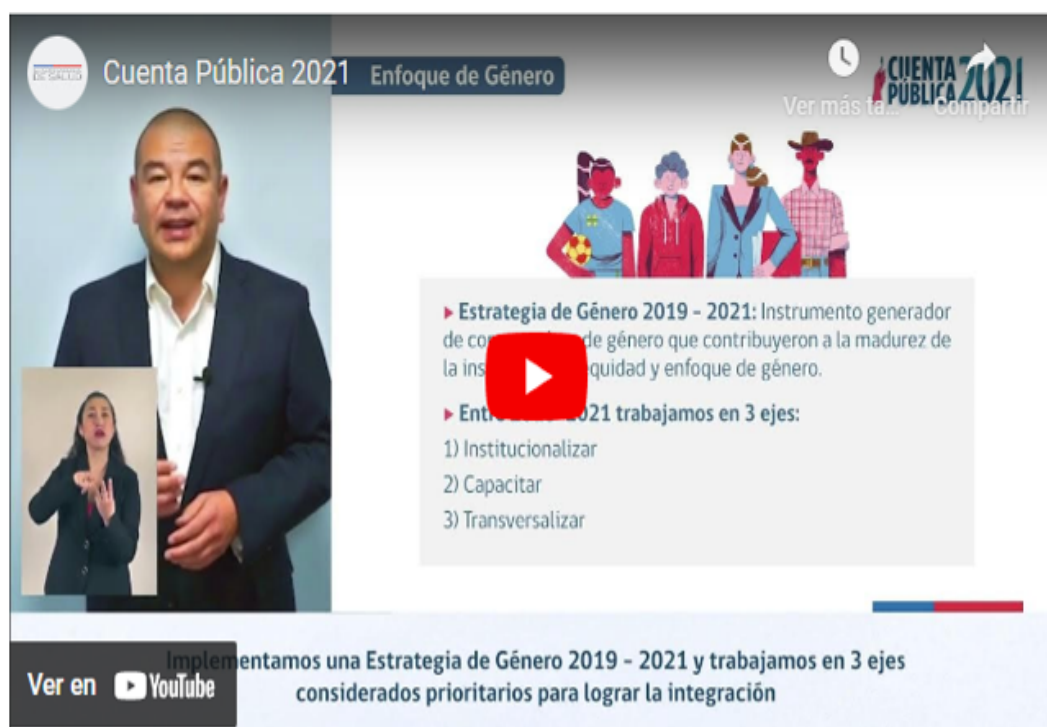 Cuenta Pública 2021
Enfoque de Género
CUENTA
PÚBLICA 2021
Ver más ta...
Compartir
▸ Estrategia de Género 2019 - 2021: Instrumento generador
de de género que contribuyeron a la madurez de
la equidad y enfoque de género.
▸ 2021 trabajamos en 3 ejes:
1) Institucionalizar
2) Capacitar
3) Transversalizar
Implementamos una Estrategia de Género 2019 - 2021 y trabajamos en 3 ejes
considerados prioritarios para lograr la integración
Ver en YouTube